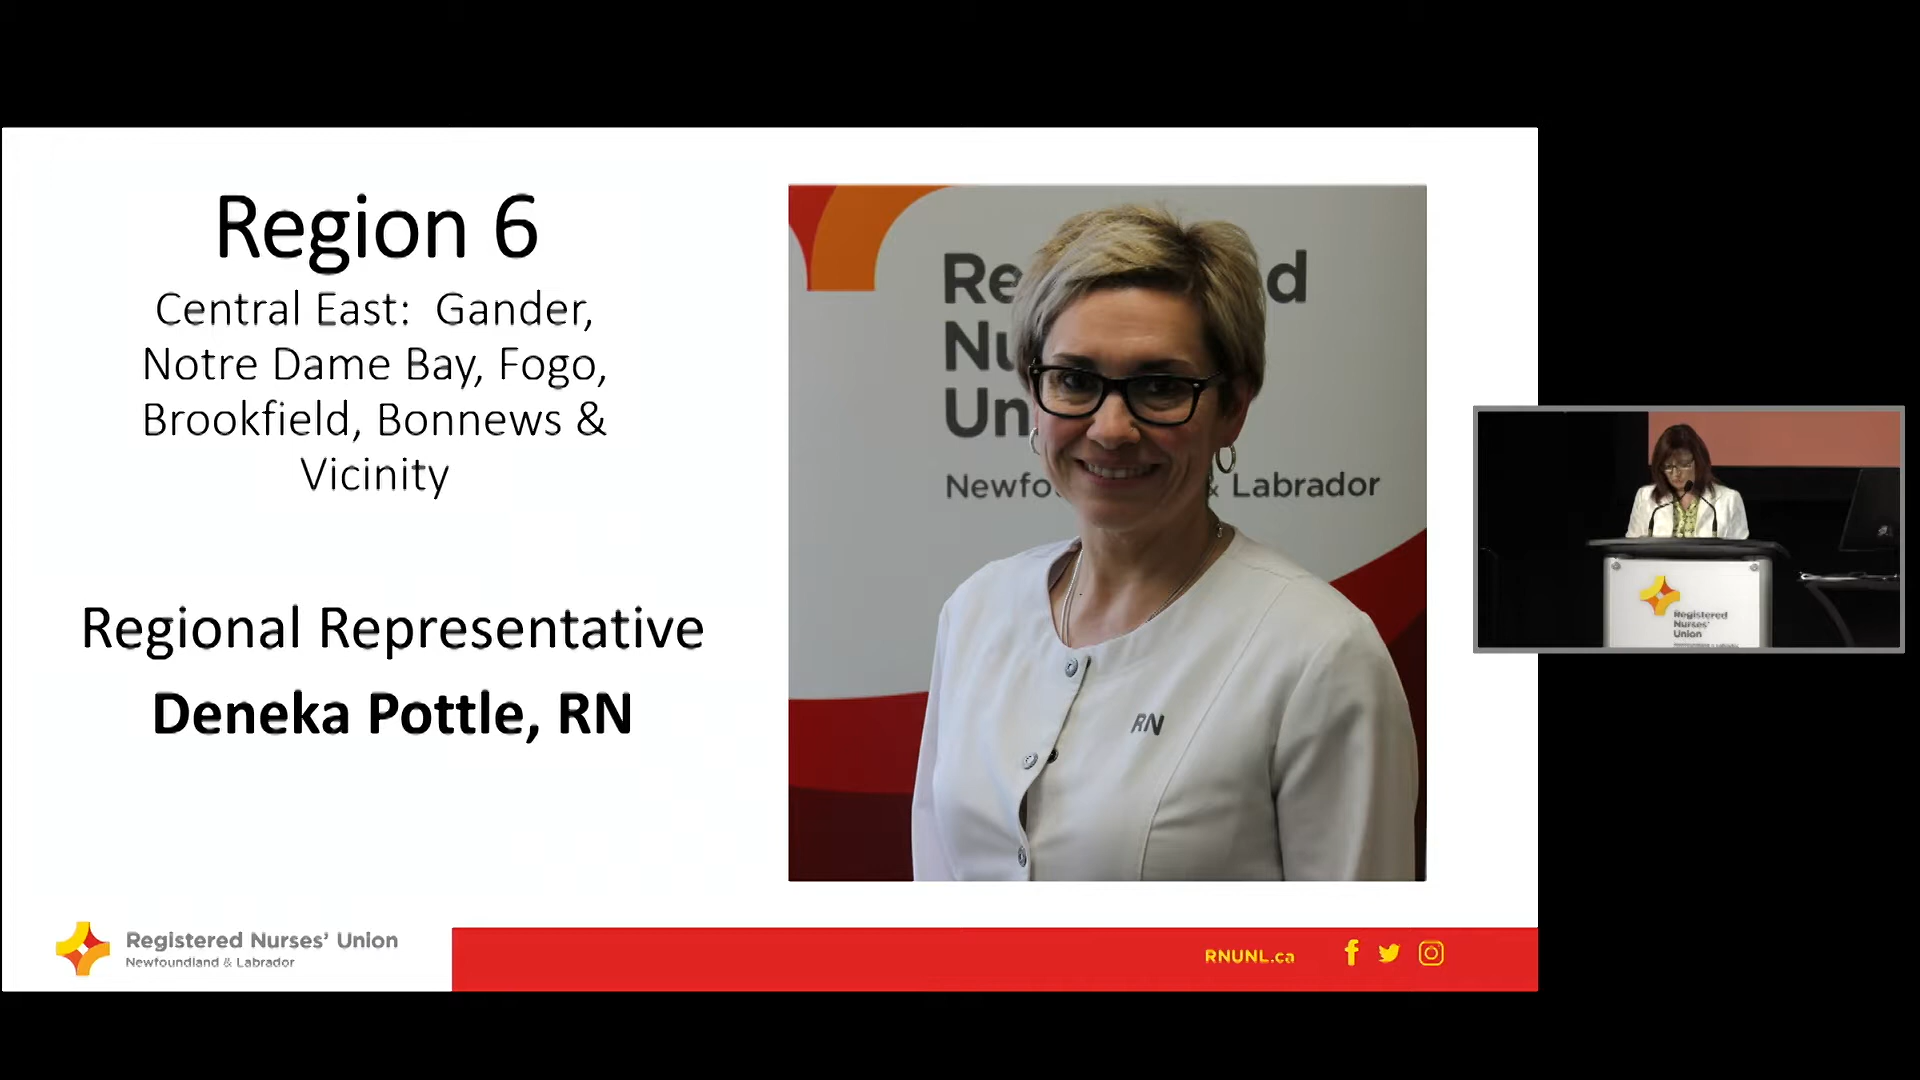 Region 6
Central East:  Gander,
Notre Dame Bay, Fogo,
Brookfield, Bonnews &
Vicinity
Regional Representative
Deneka Pottle, RN
Re d
Nu
Un
Newfo & Labrador
RN
Registered
Nurses'
Union
Registered Nurses' Union
Newfoundland & Labrador
RNUNL.ca